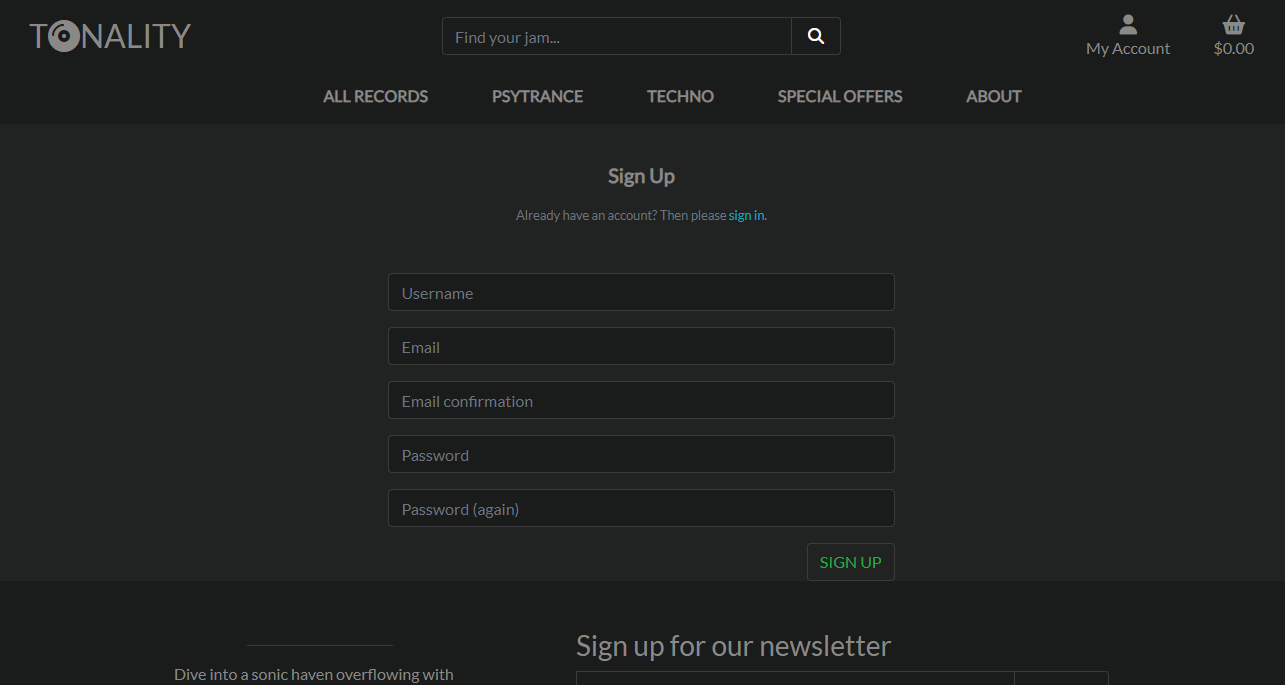 TONALITY
Find your jam...
My Account
$0.00
ALL RECORDS
PSYTRANCE
TECHNO
SPECIAL OFFERS
ABOUT
Sign Up
Already have an account? Then please sign in.
Username
Email
Email confirmation
Password
Password (again)
SIGN UP
Dive into a sonic haven overflowing with
Sign up for our newsletter